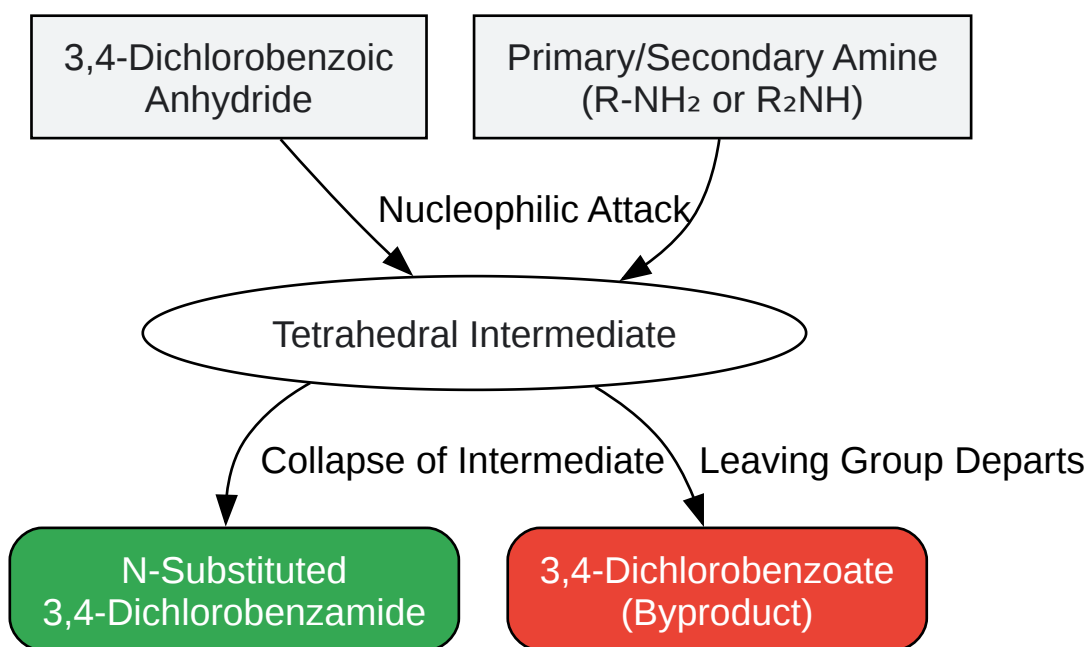 3,4-Dichlorobenzoic
Anhydride
Primary/Secondary Amine
(R-NH₂ or R₂NH)
Nucleophilic Attack
Tetrahedral Intermediate
Collapse of Intermediate
Leaving Group Departs
N-Substituted
3,4-Dichlorobenzamide
3,4-Dichlorobenzoate
(Byproduct)